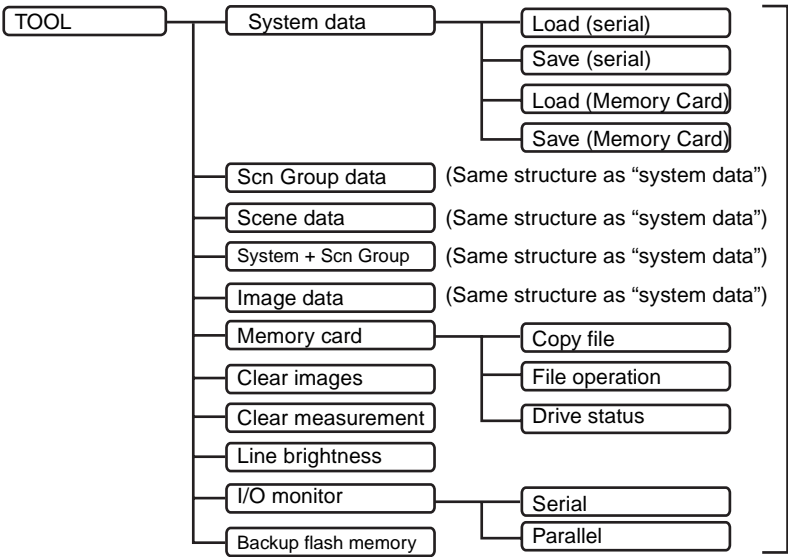 TOOL
System data
Load (serial)
Save (serial)
Load (Memory Card)
Save (Memory Card)
Scn Group data
(Same structure as “system data”)
Scene data
(Same structure as “system data”)
System + Scn Group
(Same structure as “system data”)
Image data
(Same structure as “system data”)
Memory card
Copy file
File operation
Drive status
Clear images
Clear measurement
Line brightness
I/O monitor
Serial
Parallel
Backup flash memory